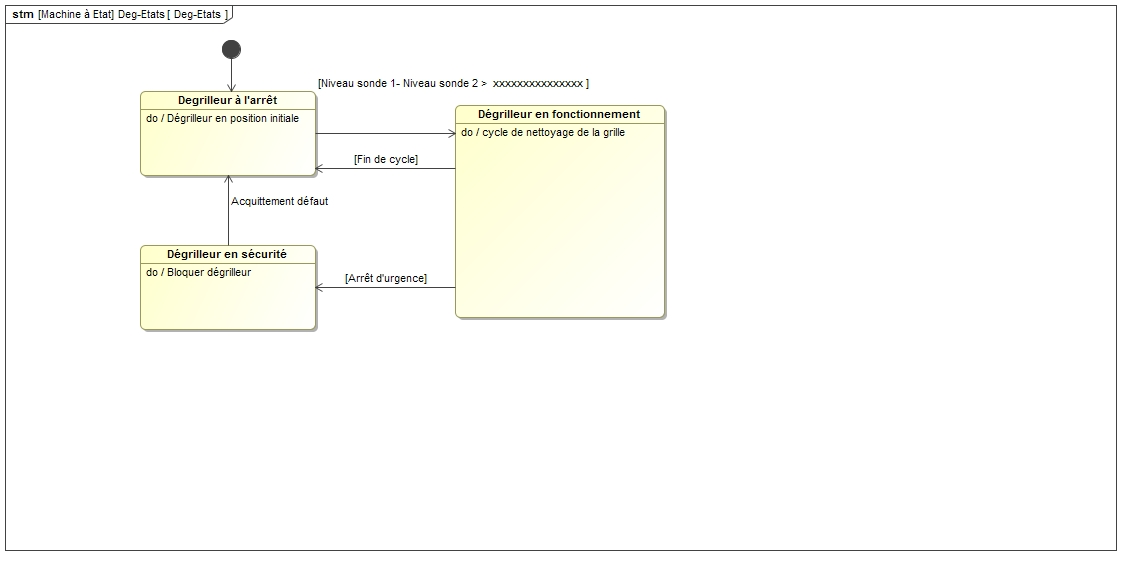 stm [Machine à Etat] Deg-Etats [ Deg-Etats ]
[Niveau sonde 1- Niveau sonde 2 > xxxxxxxxxxxxxxx ]
Degrilleur à l'arrêt
do / Dégrilleur en position initiale
Dégrilleur en fonctionnement
do / cycle de nettoyage de la grille
[Fin de cycle]
Acquittement défaut
Dégrilleur en sécurité
do / Bloquer dégrilleur
[Arrêt d'urgence]